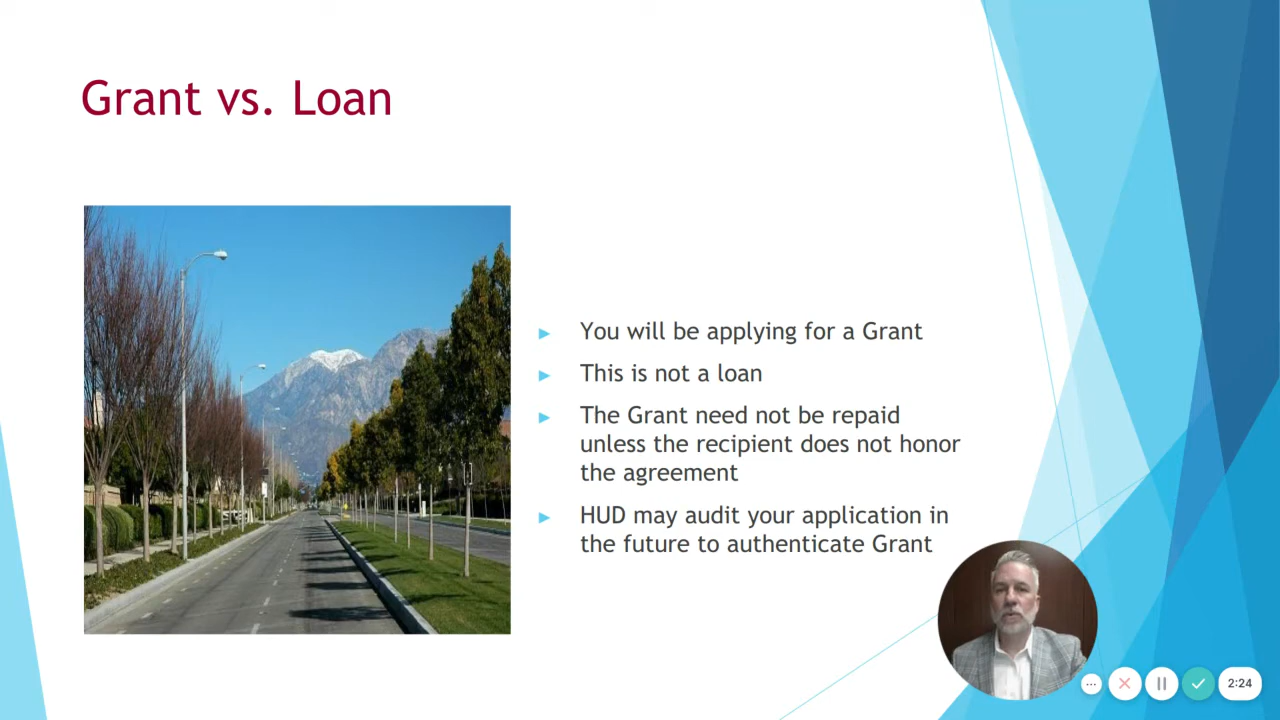 Grant vs. Loan
You will be applying for a Grant
This is not a loan
The Grant need not be repaid
unless the recipient does not honor
the agreement
HUD may audit your application in
the future to authenticate Grant
2:24